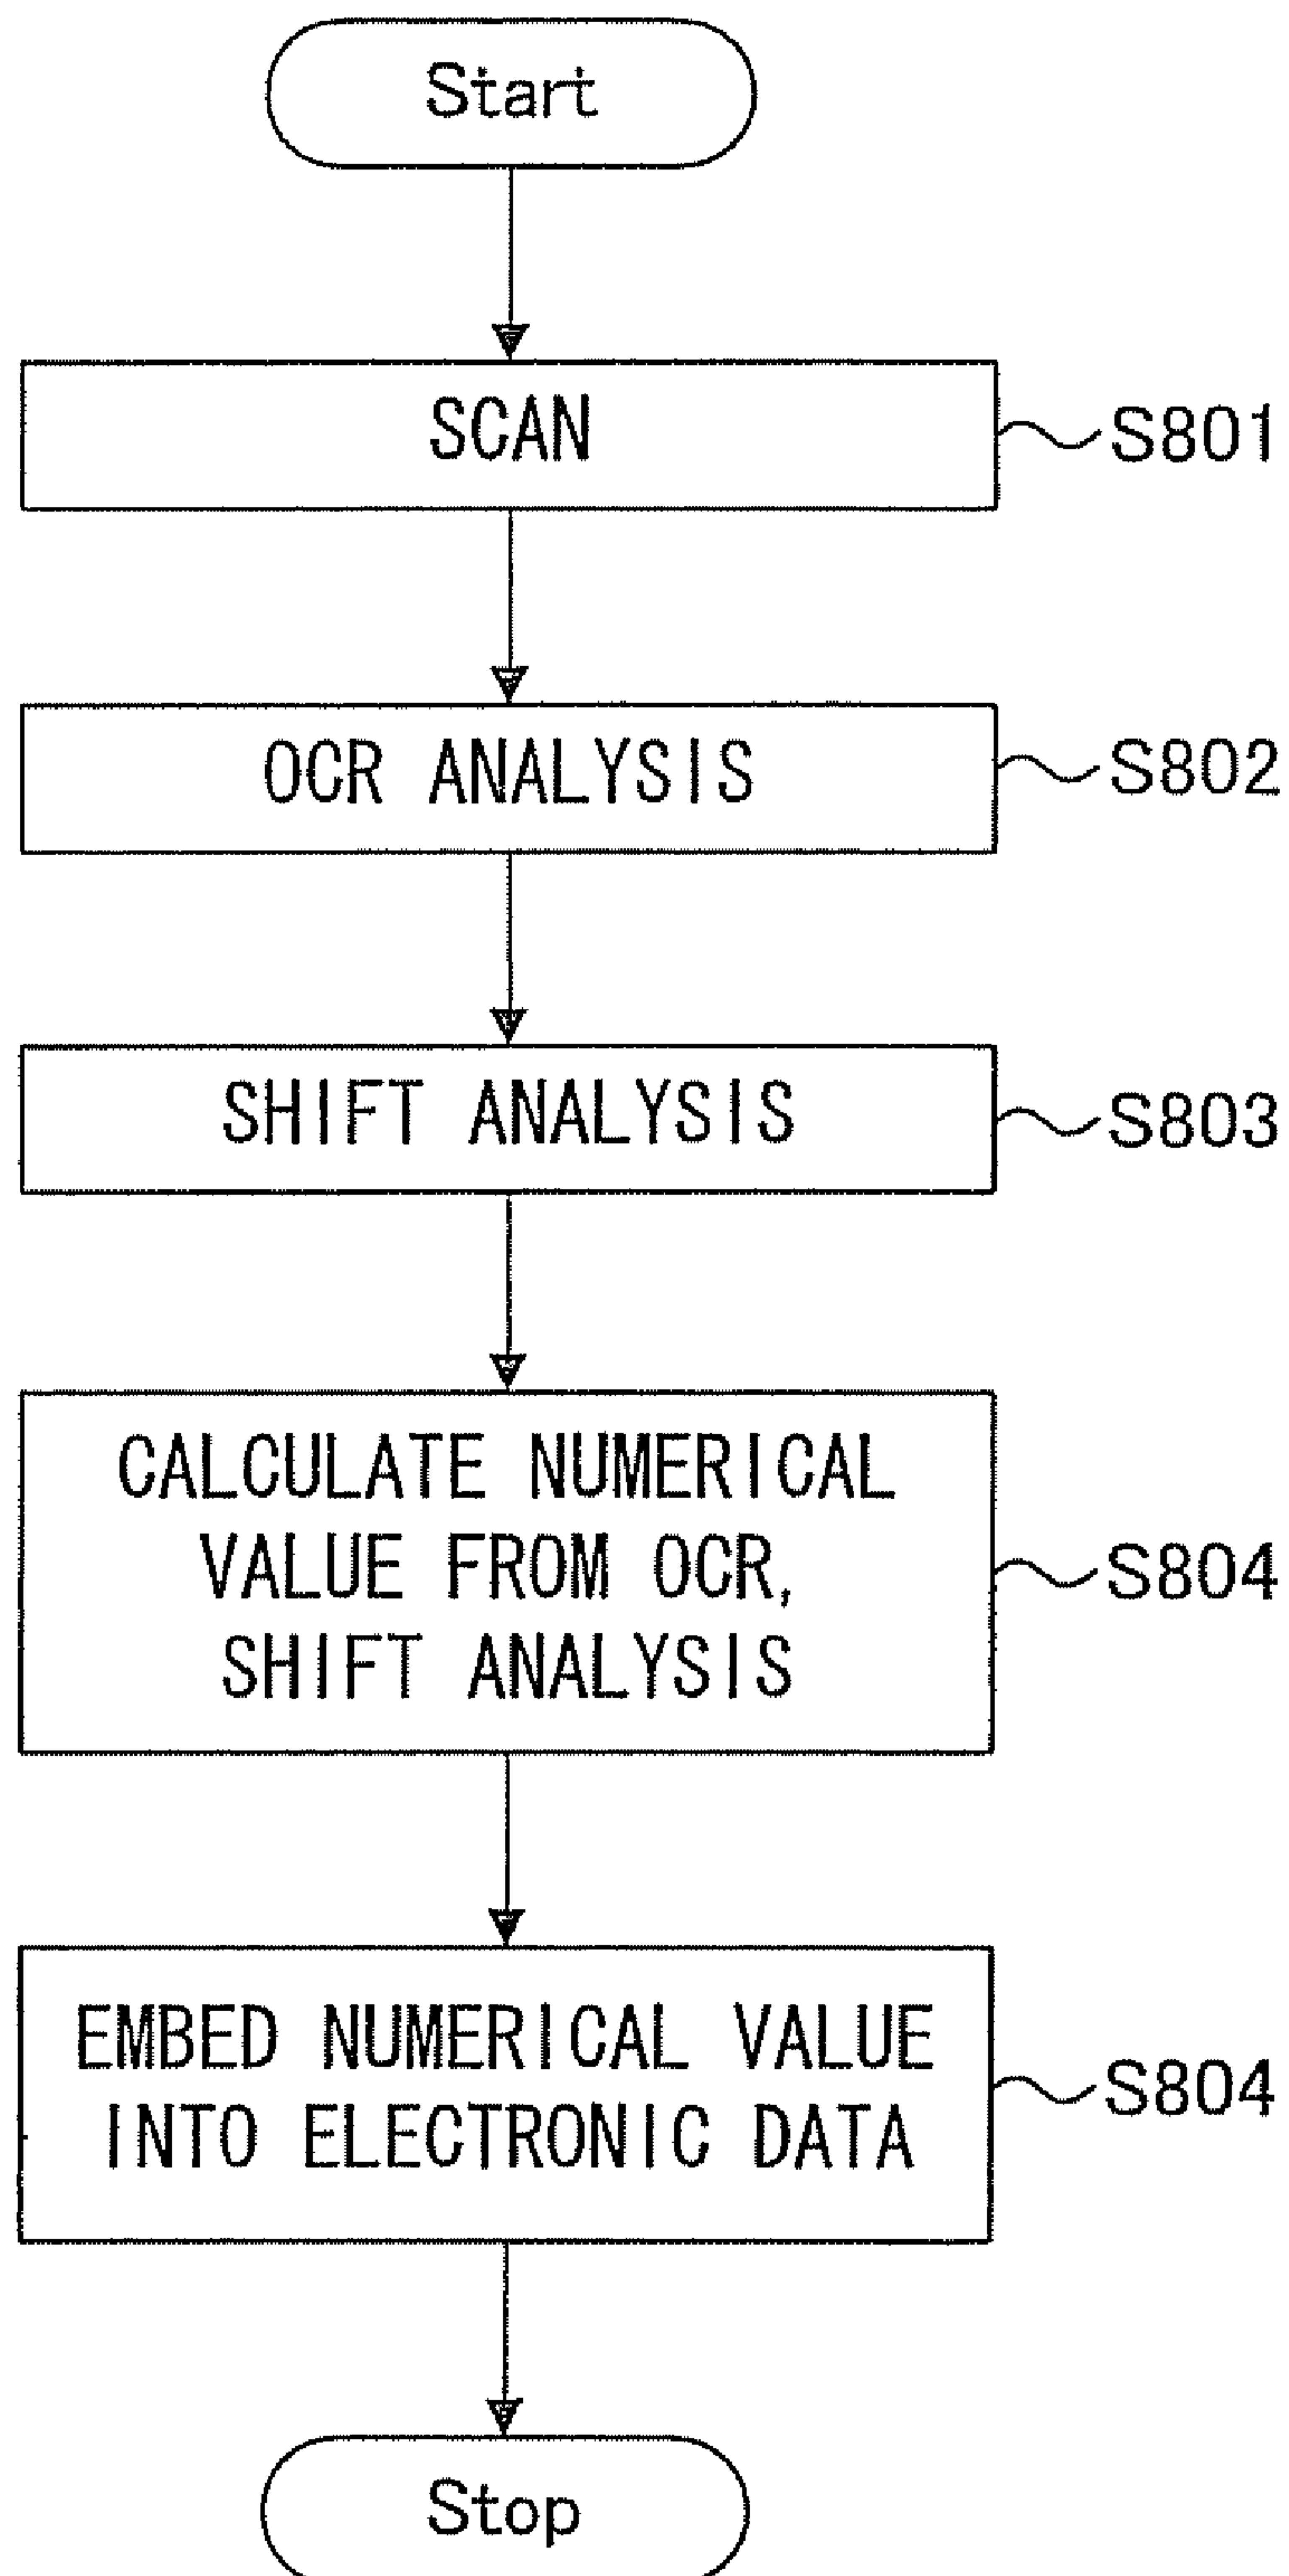 Start
SCAN
S801
OCR ANALYSIS
S802
SHIFT ANALYSIS
S803
CALCULATE NUMERICAL
VALUE FROM OCR,
SHIFT ANALYSIS
S804
EMBED NUMERICAL VALUE
INTO ELECTRONIC DATA
S804
Stop